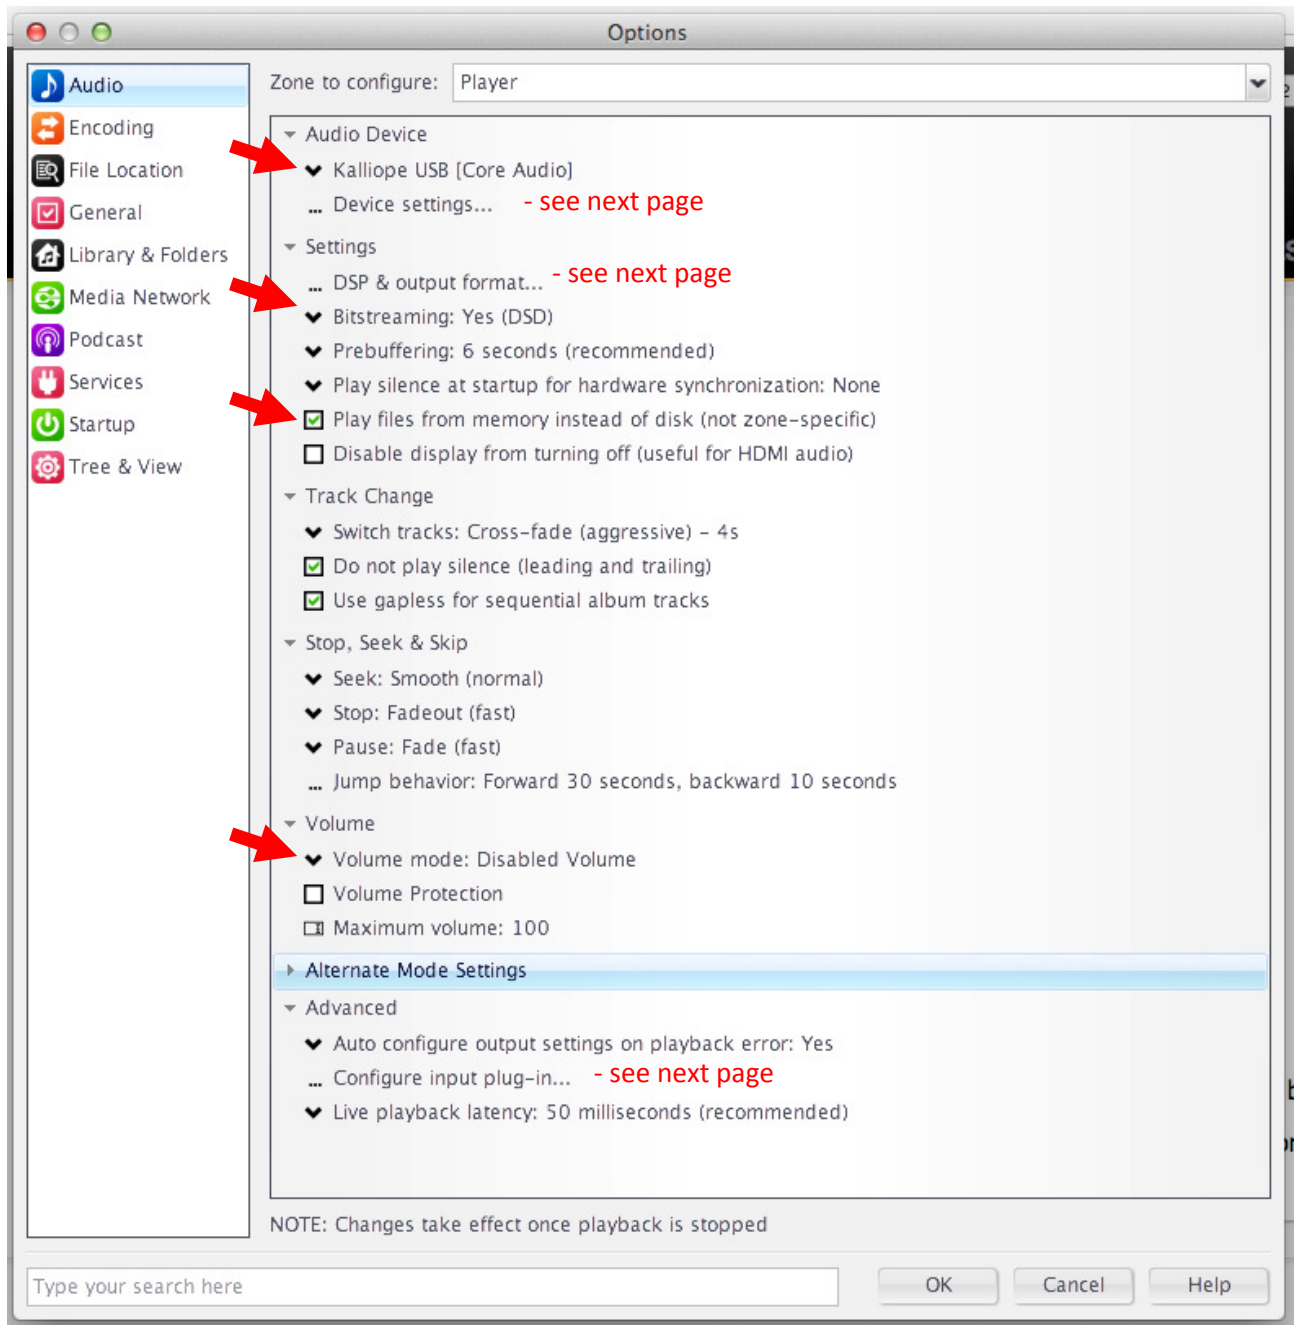 Options
Audio
Encoding
File Location
General
Library & Folders
Media Network
Podcast
Services
Startup
Tree & View
Zone to configure: Player
Audio Device
Kalliope USB [Core Audio]
... Device settings... - see next page
Settings
... DSP & output format... - see next page
Bitstreaming: Yes (DSD)
Prebuffering: 6 seconds (recommended)
Play silence at startup for hardware synchronization: None
Play files from memory instead of disk (not zone-specific)
Disable display from turning off (useful for HDMI audio)
Track Change
Switch tracks: Cross-fade (aggressive) - 4s
Do not play silence (leading and trailing)
Use gapless for sequential album tracks
Stop, Seek & Skip
Seek: Smooth (normal)
Stop: Fadeout (fast)
Pause: Fade (fast)
... Jump behavior: Forward 30 seconds, backward 10 seconds
Volume
Volume mode: Disabled Volume
Volume Protection
Maximum volume: 100
Alternate Mode Settings
Advanced
Auto configure output settings on playback error: Yes
... Configure input plug-in... - see next page
Live playback latency: 50 milliseconds (recommended)
NOTE: Changes take effect once playback is stopped
Type your search here
OK Cancel Help